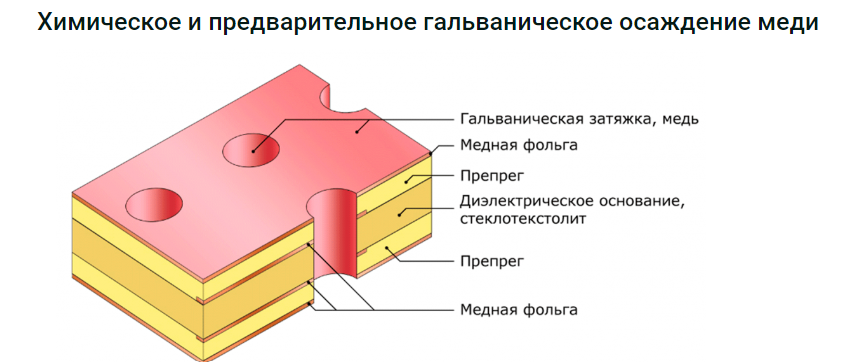 Химическое и предварительное гальваническое осаждение меди
Гальваническая затяжка, медь
Медная фольга
Препрег
Диэлектрическое основание,
стеклотекстолит
Препрег
Медная фольга